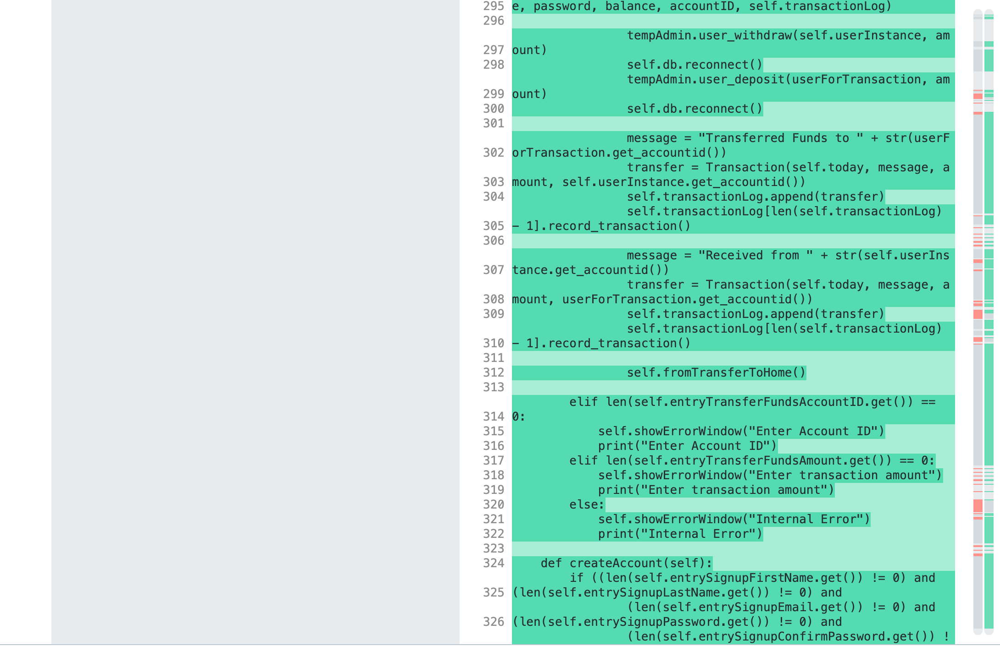 295 e, password, balance, accountID, self.transactionLog)
296
tempAdmin.user_withdraw(self.userInstance, am
297 ount)
298 self.db.reconnect()
tempAdmin.user_deposit(userForTransaction, am
299 ount)
300 self.db.reconnect()
301
message = "Transferred Funds to " + str(userF
302 orTransaction.get_accountid())
transfer = Transaction(self.today, message, a
303 mount, self.userInstance.get_accountid())
304 self.transactionLog.append(transfer)
self.transactionLog[len(self.transactionLog)
305 - 1].record_transaction()
306
message = "Received from " + str(self.userIns
307 tance.get_accountid())
transfer = Transaction(self.today, message, a
308 mount, userForTransaction.get_accountid())
309 self.transactionLog.append(transfer)
self.transactionLog[len(self.transactionLog)
310 - 1].record_transaction()
311
312 self.fromTransferToHome()
313
elif len(self.entryTransferFundsAccountID.get()) ==
314 0:
315 self.showErrorWindow("Enter Account ID")
316 print("Enter Account ID")
317 elif len(self.entryTransferFundsAmount.get()) == 0:
318 self.showErrorWindow("Enter transaction amount")
319 print("Enter transaction amount")
320 else:
321 self.showErrorWindow("Internal Error")
322 print("Internal Error")
323
324 def createAccount(self):
if ((len(self.entrySignupFirstName.get()) != 0) and
325 (len(self.entrySignupLastName.get()) != 0) and
(len(self.entrySignupEmail.get()) != 0) and
326 (len(self.entrySignupPassword.get()) != 0) and
(len(self.entrySignupConfirmPassword.get()) !